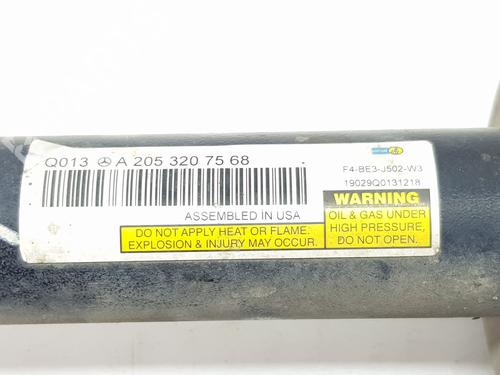 Q013 A 205 320 75 68
F4-BE3-J502-W3
19029Q0131218
ASSEMBLED IN USA
DO NOT APPLY HEAT OR FLAME.
EXPLOSION & INJURY MAY OCCUR.
WARNING
OIL & GAS UNDER
HIGH PRESSURE,
DO NOT OPEN.